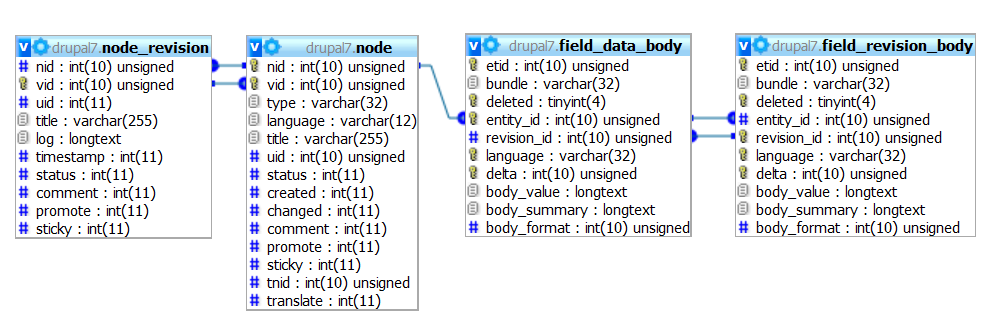 drupal7.node_revision
nid : int(10) unsigned
vid : int(10) unsigned
uid : int(11)
title : varchar(255)
log : longtext
timestamp : int(11)
status : int(11)
comment : int(11)
promote : int(11)
sticky : int(11)
drupal7.node
nid : int(10) unsigned
vid : int(10) unsigned
type : varchar(32)
language : varchar(12)
title : varchar(255)
uid : int(10) unsigned
status : int(11)
created : int(11)
changed : int(11)
comment : int(11)
promote : int(11)
sticky : int(11)
tnid : int(10) unsigned
translate : int(11)
drupal7.field_data_body
etid : int(10) unsigned
bundle : varchar(32)
deleted : tinyint(4)
entity_id : int(10) unsigned
revision_id : int(10) unsigned
language : varchar(32)
delta : int(10) unsigned
body_value : longtext
body_summary : longtext
body_format : int(10) unsigned
drupal7.field_revision_body
etid : int(10) unsigned
bundle : varchar(32)
deleted : tinyint(4)
entity_id : int(10) unsigned
revision_id : int(10) unsigned
language : varchar(32)
delta : int(10) unsigned
body_value : longtext
body_summary : longtext
body_format : int(10) unsigned